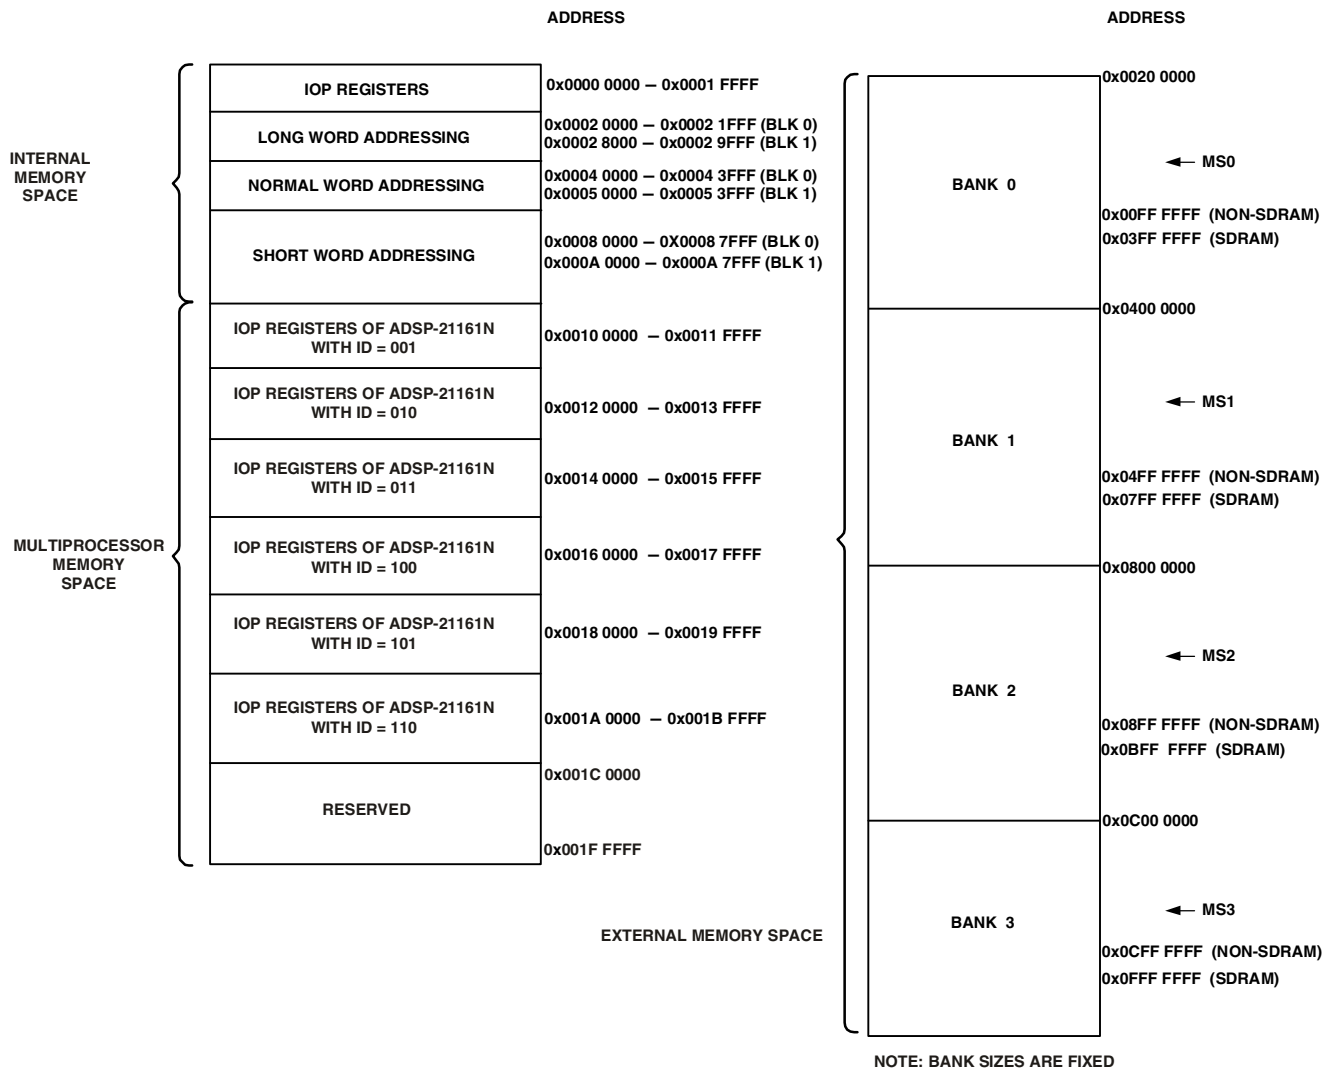 ADDRESS
INTERNAL
MEMORY
SPACE
IOP REGISTERS
0x0000 0000 – 0x0001 FFFF
LONG WORD ADDRESSING
0x0002 0000 – 0x0002 1FFF (BLK 0)
0x0002 8000 – 0x0002 9FFF (BLK 1)
NORMAL WORD ADDRESSING
0x0004 0000 – 0x0004 3FFF (BLK 0)
0x0005 0000 – 0x0005 3FFF (BLK 1)
SHORT WORD ADDRESSING
0x0008 0000 – 0X0008 7FFF (BLK 0)
0x000A 0000 – 0x000A 7FFF (BLK 1)
MULTIPROCESSOR
MEMORY
SPACE
IOP REGISTERS OF ADSP-21161N
WITH ID = 001
0x0010 0000 – 0x0011 FFFF
IOP REGISTERS OF ADSP-21161N
WITH ID = 010
0x0012 0000 – 0x0013 FFFF
IOP REGISTERS OF ADSP-21161N
WITH ID = 011
0x0014 0000 – 0x0015 FFFF
IOP REGISTERS OF ADSP-21161N
WITH ID = 100
0x0016 0000 – 0x0017 FFFF
IOP REGISTERS OF ADSP-21161N
WITH ID = 101
0x0018 0000 – 0x0019 FFFF
IOP REGISTERS OF ADSP-21161N
WITH ID = 110
0x001A 0000 – 0x001B FFFF
0x001C 0000
RESERVED
0x001F FFFF
ADDRESS
EXTERNAL MEMORY SPACE
0x0020 0000
MS0
BANK 0
0x00FF FFFF (NON-SDRAM)
0x03FF FFFF (SDRAM)
0x0400 0000
MS1
BANK 1
0x04FF FFFF (NON-SDRAM)
0x07FF FFFF (SDRAM)
0x0800 0000
MS2
BANK 2
0x08FF FFFF (NON-SDRAM)
0x0BFF FFFF (SDRAM)
0x0C00 0000
MS3
BANK 3
0x0CFF FFFF (NON-SDRAM)
0x0FFF FFFF (SDRAM)
NOTE: BANK SIZES ARE FIXED